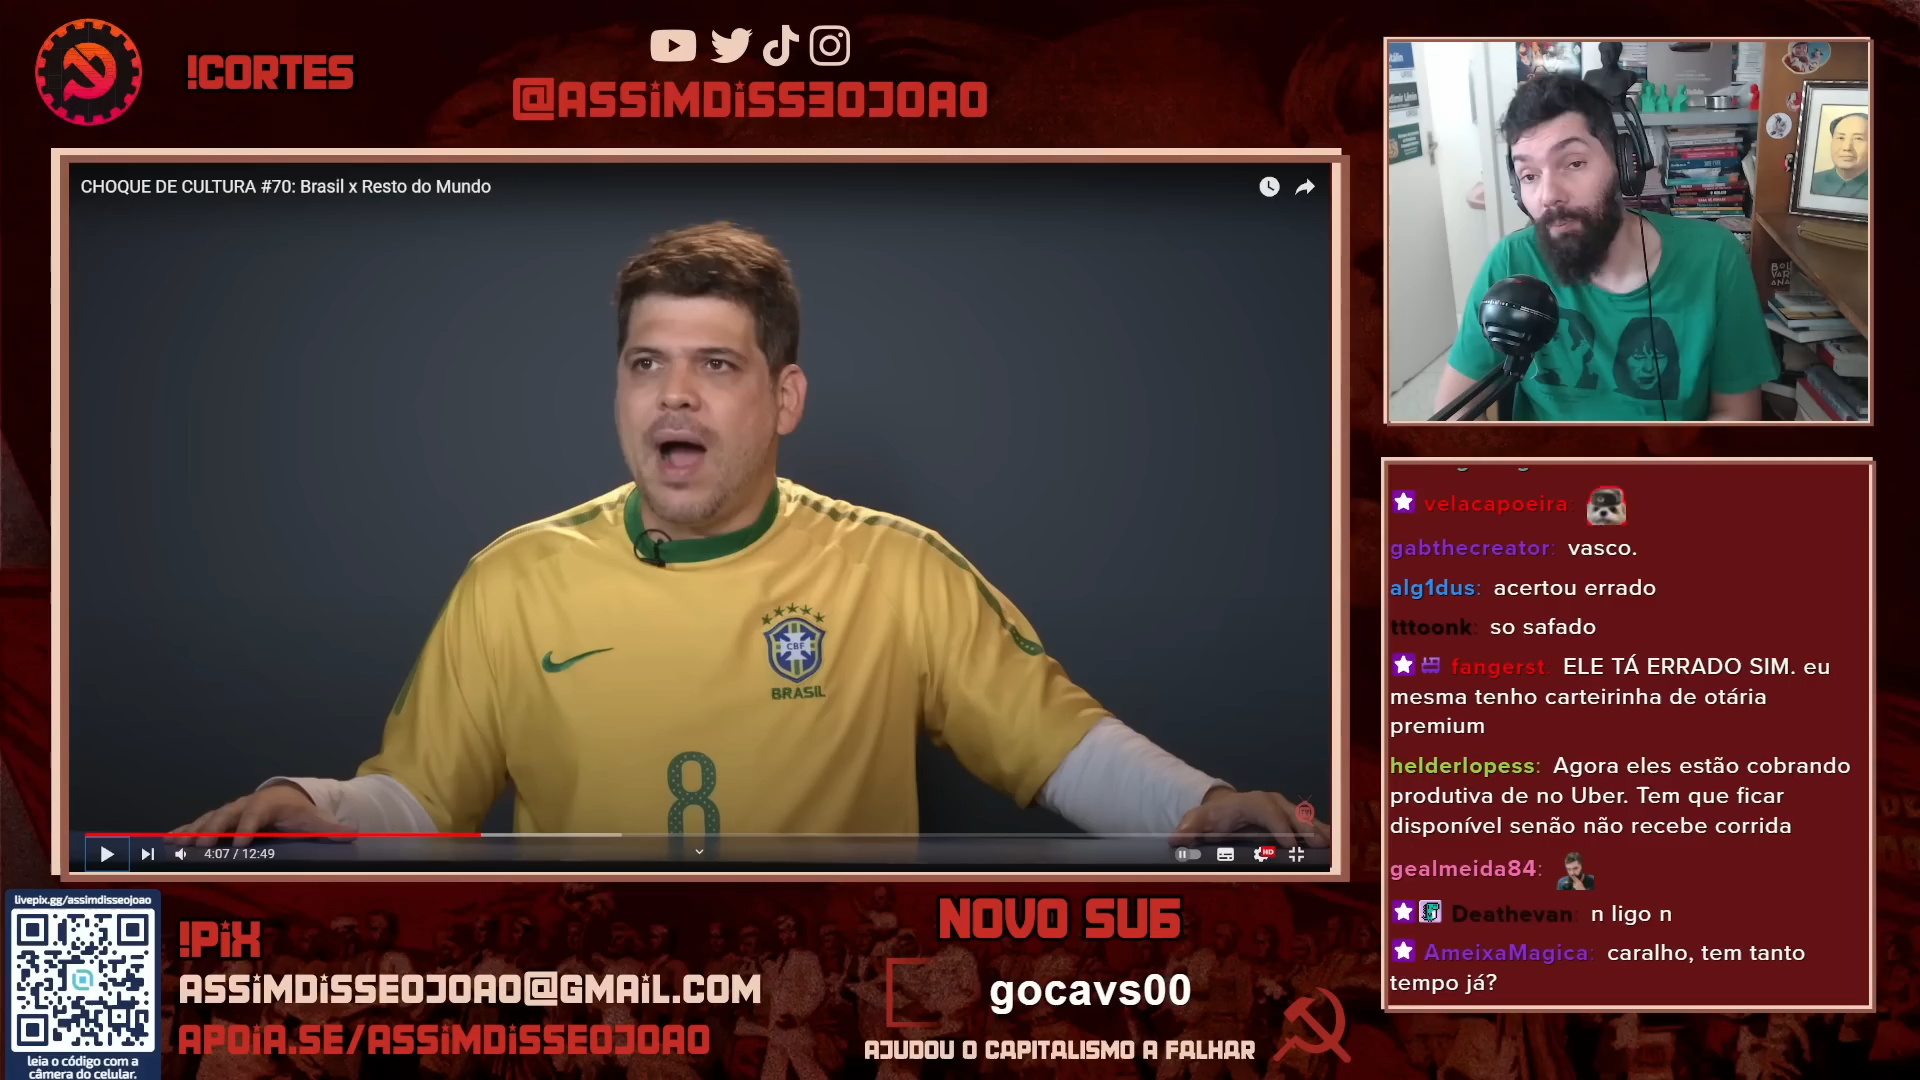 !CORTES
@ASSIMDISSEOJOAO
CHOQUE DE CULTURA #70: Brasil x Resto do Mundo
CBF
BRASIL
8
4:07 / 12:49
HD
velacapoeira:
gabthecreator: vasco.
alg1dus: acertou errado
tttoonk: so safado
fangerst: ELE TÁ ERRADO SIM. eu
mesma tenho carteirinha de otária
premium
helderlopess: Agora eles estão cobrando
produtiva de no Uber. Tem que ficar
disponível senão não recebe corrida
gealmeida84:
Deathevan: n ligo n
AmeixaMagica: caralho, tem tanto
tempo já?
livepix.gg/assimdisseojoao
leia o código com a
câmera do celular.
!PIX
ASSIMDISSEOJOAO@GMAIL.COM
APOIA.SE/ASSIMDISSEOJOAO
NOVO SUB
gocavs00
AJUDOU O CAPITALISMO A FALHAR